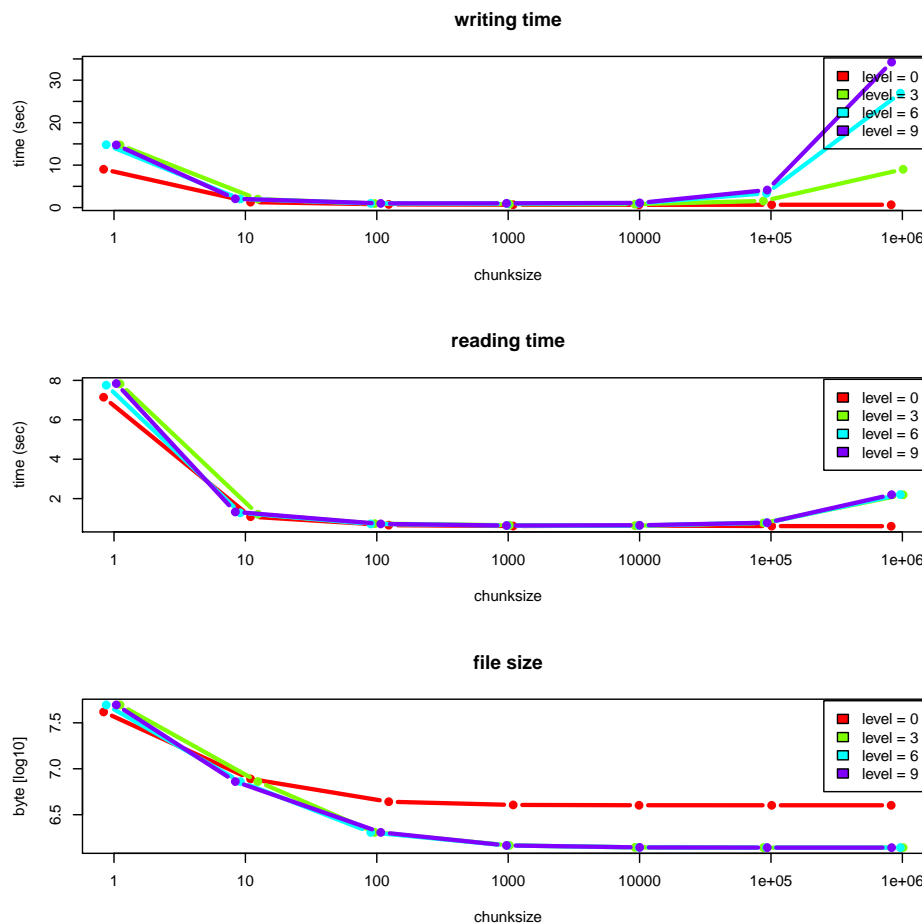 writing time
time (sec)
0 10 20 30
level = 0
level = 3
level = 6
level = 9
1 10 100 1000 10000 1e+05 1e+06
chunksize
reading time
time (sec)
2 4 6 8
level = 0
level = 3
level = 6
level = 9
1 10 100 1000 10000 1e+05 1e+06
chunksize
file size
byte [log10]
6.5 7.0 7.5
level = 0
level = 3
level = 6
level = 9
1 10 100 1000 10000 1e+05 1e+06
chunksize